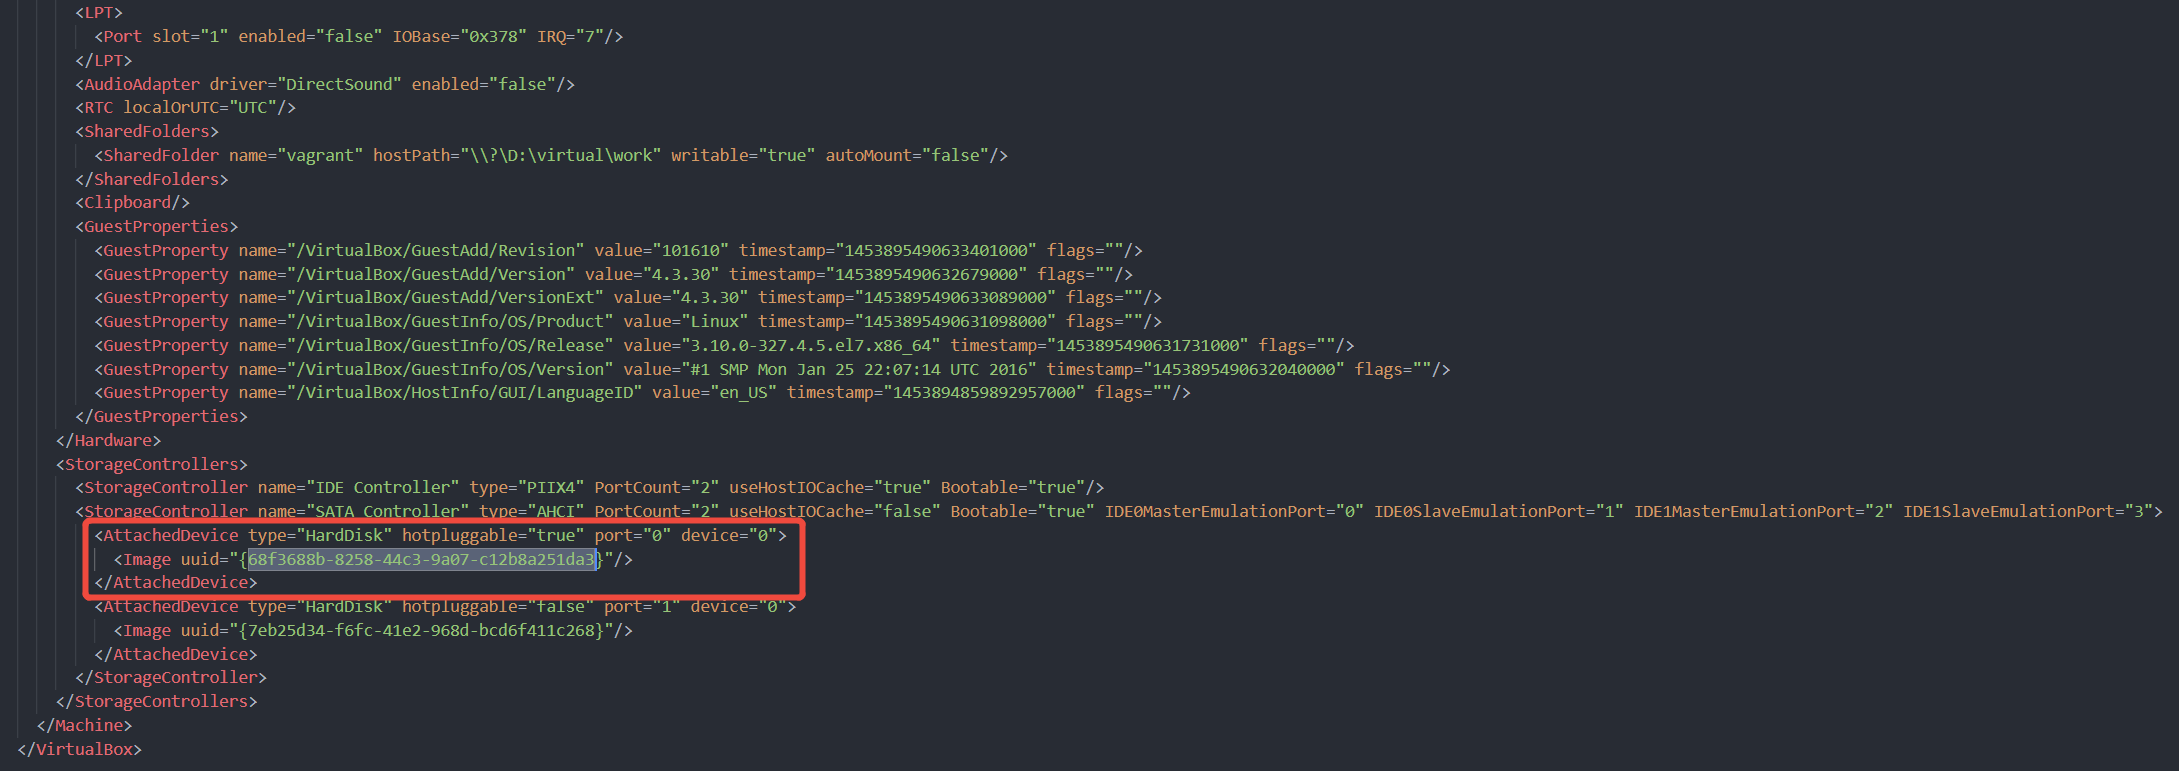 <LPT>
<Port slot="1" enabled="false" IOBase="0x378" IRQ="7"/>
</LPT>
<AudioAdapter driver="DirectSound" enabled="false"/>
<RTC localOrUTC="UTC"/>
<SharedFolders>
<SharedFolder name="vagrant" hostPath="\\?\D:\virtual\work" writable="true" autoMount="false"/>
</SharedFolders>
<Clipboard/>
<GuestProperties>
<GuestProperty name="/VirtualBox/GuestAdd/Revision" value="101610" timestamp="1453895490633401000" flags=""/>
<GuestProperty name="/VirtualBox/GuestAdd/Version" value="4.3.30" timestamp="1453895490632679000" flags=""/>
<GuestProperty name="/VirtualBox/GuestAdd/VersionExt" value="4.3.30" timestamp="1453895490633089000" flags=""/>
<GuestProperty name="/VirtualBox/GuestInfo/OS/Product" value="Linux" timestamp="1453895490631098000" flags=""/>
<GuestProperty name="/VirtualBox/GuestInfo/OS/Release" value="3.10.0-327.4.5.el7.x86_64" timestamp="1453895490631731000" flags=""/>
<GuestProperty name="/VirtualBox/GuestInfo/OS/Version" value="#1 SMP Mon Jan 25 22:07:14 UTC 2016" timestamp="1453895490632040000" flags=""/>
<GuestProperty name="/VirtualBox/HostInfo/GUI/LanguageID" value="en_US" timestamp="1453894859892957000" flags=""/>
</GuestProperties>
</Hardware>
<StorageControllers>
<StorageController name="IDE Controller" type="PIIX4" PortCount="2" useHostIOCache="true" Bootable="true"/>
<StorageController name="SATA Controller" type="AHCI" PortCount="2" useHostIOCache="false" Bootable="true" IDE0MasterEmulationPort="0" IDE0SlaveEmulationPort="1" IDE1MasterEmulationPort="2" IDE1SlaveEmulationPort="3">
<AttachedDevice type="HardDisk" hotpluggable="true" port="0" device="0">
<Image uuid="{68f3688b-8258-44c3-9a07-c12b8a251da3}"/>
</AttachedDevice>
<AttachedDevice type="HardDisk" hotpluggable="false" port="1" device="0">
<Image uuid="{7eb25d34-f6fc-41e2-968d-bcd6f411c268}"/>
</AttachedDevice>
</StorageController>
</StorageControllers>
</Machine>
</VirtualBox>